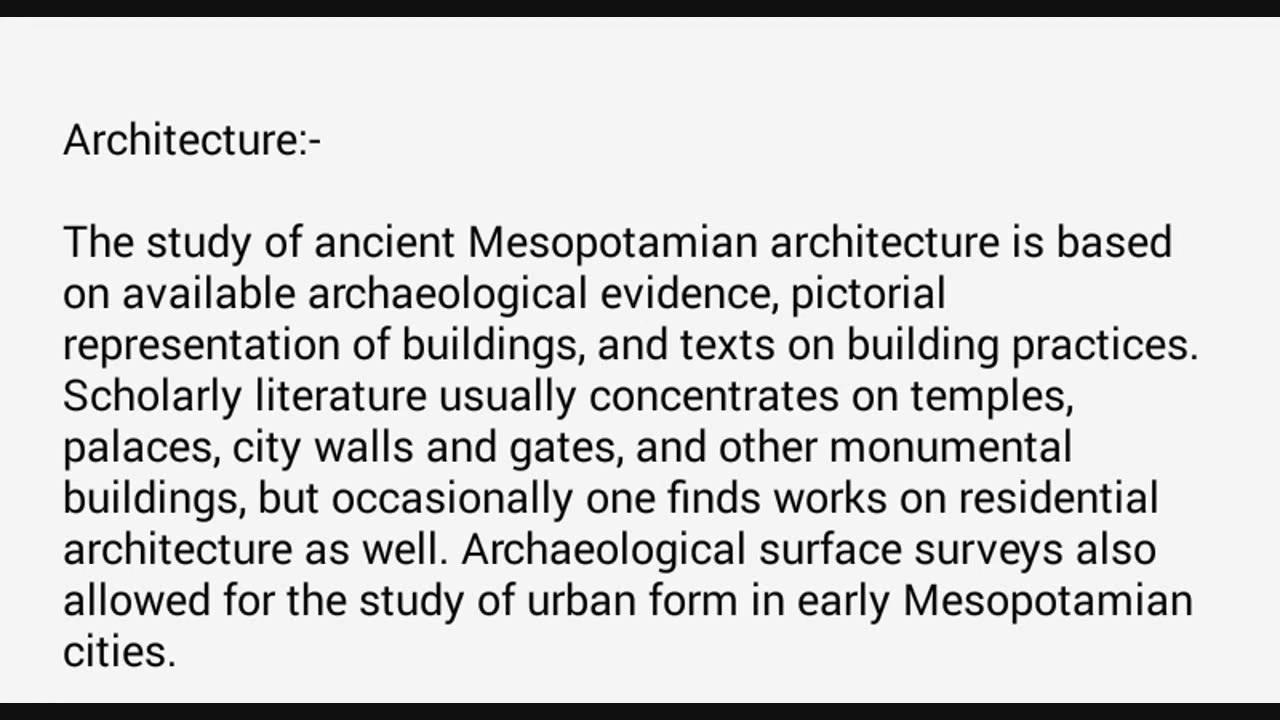 Architecture:-
The study of ancient Mesopotamian architecture is based
on available archaeological evidence, pictorial
representation of buildings, and texts on building practices.
Scholarly literature usually concentrates on temples,
palaces, city walls and gates, and other monumental
buildings, but occasionally one finds works on residential
architecture as well. Archaeological surface surveys also
allowed for the study of urban form in early Mesopotamian
cities.